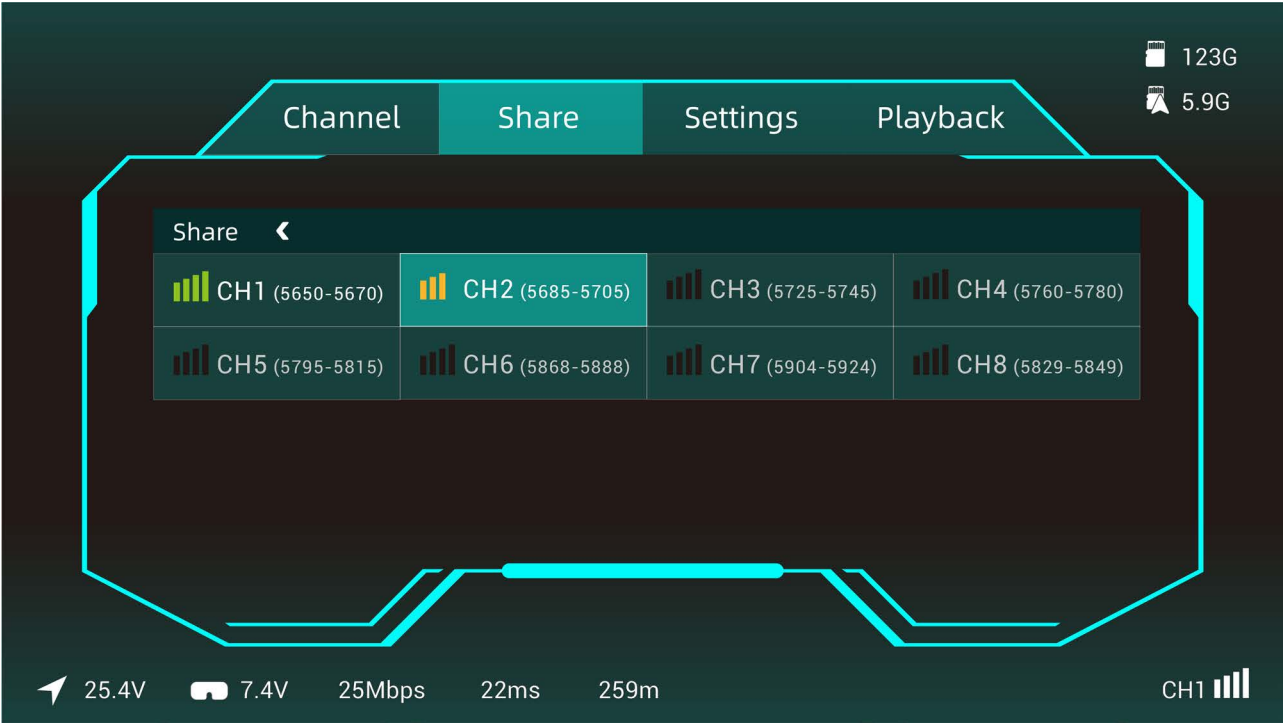 123G
5.9G
Channel Share Settings Playback
Share
CH1 (5650-5670) CH2 (5685-5705) CH3 (5725-5745) CH4 (5760-5780)
CH5 (5795-5815) CH6 (5868-5888) CH7 (5904-5924) CH8 (5829-5849)
25.4V 7.4V 25Mbps 22ms 259m CH1